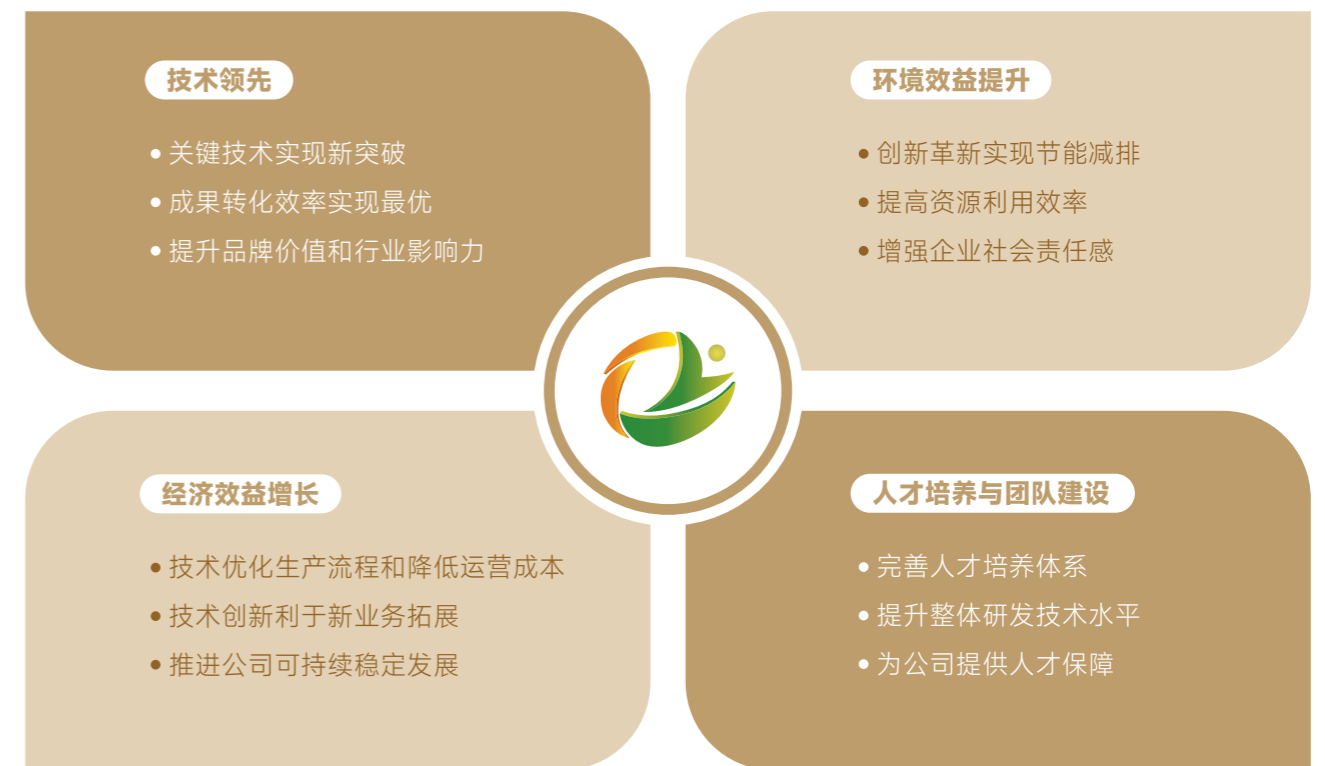 技术领先
• 关键技术实现新突破
• 成果转化效率实现最优
• 提升品牌价值和行业影响力
环境效益提升
• 创新革新实现节能减排
• 提高资源利用效率
• 增强企业社会责任感
经济效益增长
• 技术优化生产流程和降低运营成本
• 技术创新利于新业务拓展
• 推进公司可持续稳定发展
人才培养与团队建设
• 完善人才培养体系
• 提升整体研发技术水平
• 为公司提供人才保障